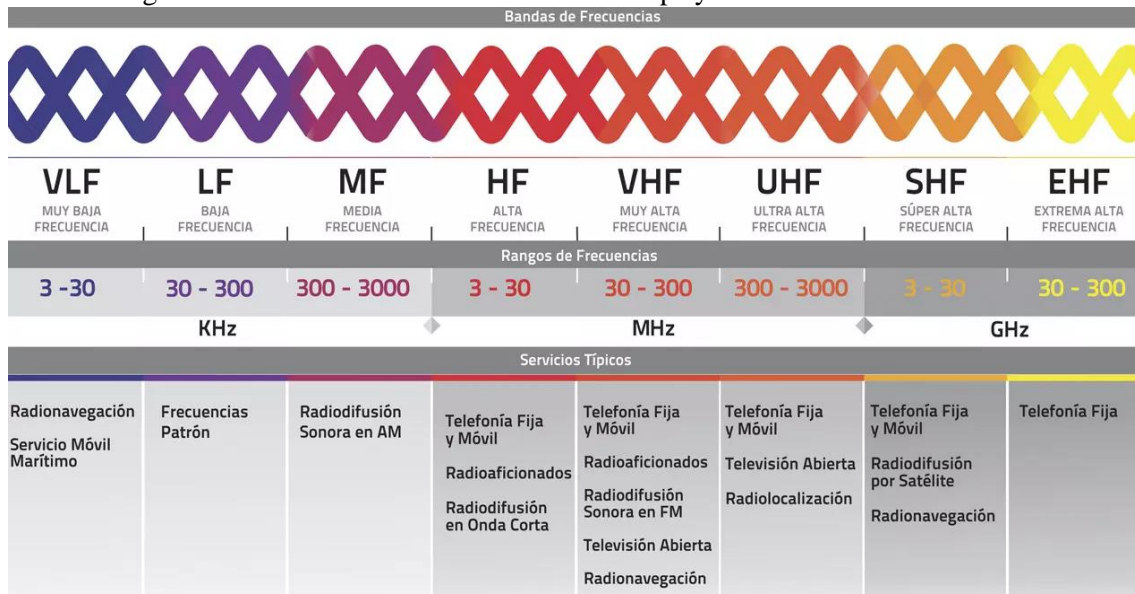 Bandas de Frecuencias
VLF
MUY BAJA
FRECUENCIA
LF
BAJA
FRECUENCIA
MF
MEDIA
FRECUENCIA
HF
ALTA
FRECUENCIA
VHF
MUY ALTA
FRECUENCIA
UHF
ULTRA ALTA
FRECUENCIA
SHF
SÚPER ALTA
FRECUENCIA
EHF
EXTREMA ALTA
FRECUENCIA
Rangos de Frecuencias
3 -30
30 - 300
300 - 3000
3 - 30
30 - 300
300 - 3000
3 - 30
30 - 300
KHz
MHz
GHz
Servicios Típicos
Radionavegación
Servicio Móvil
Marítimo
Frecuencias
Patrón
Radiodifusión
Sonora en AM
Telefonía Fija
y Móvil
Radioaficionados
Radiodifusión
en Onda Corta
Telefonía Fija
y Móvil
Radioaficionados
Radiodifusión
Sonora en FM
Televisión Abierta
Radionavegación
Telefonía Fija
y Móvil
Televisión Abierta
Radiolocalización
Telefonía Fija
y Móvil
Radiodifusión
por Satélite
Radionavegación
Telefonía Fija